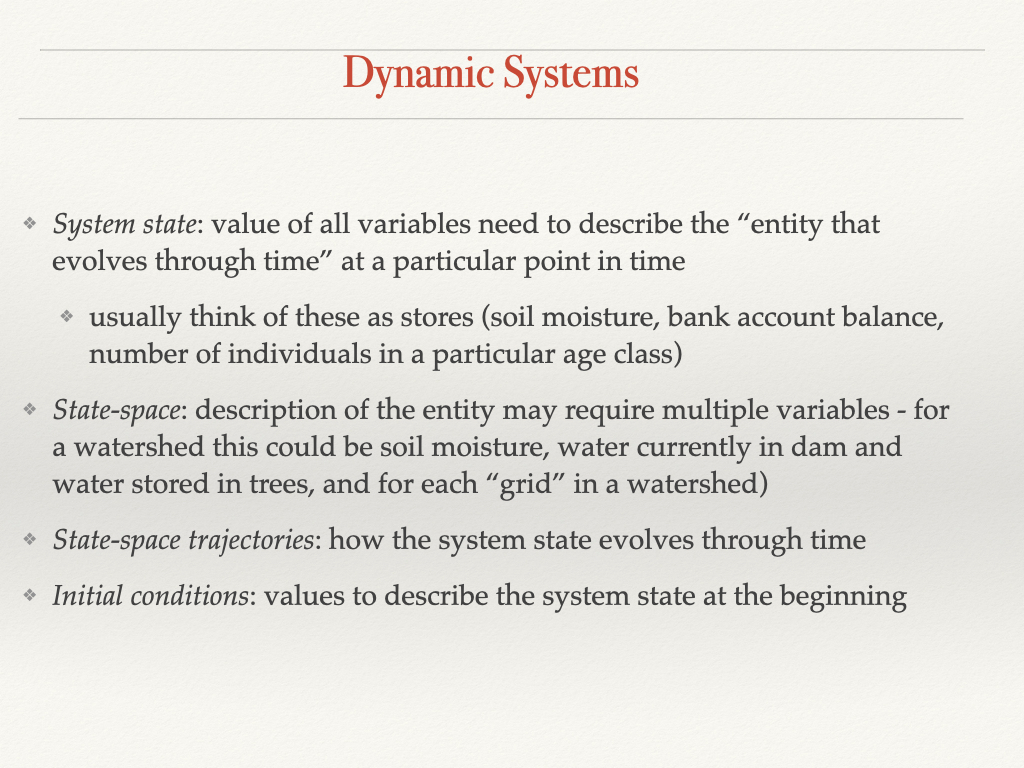 Dynamic Systems
❖ System state: value of all variables need to describe the “entity that
evolves through time” at a particular point in time
❖ usually think of these as stores (soil moisture, bank account balance,
number of individuals in a particular age class)
❖ State-space: description of the entity may require multiple variables - for
a watershed this could be soil moisture, water currently in dam and
water stored in trees, and for each “grid” in a watershed)
❖ State-space trajectories: how the system state evolves through time
❖ Initial conditions: values to describe the system state at the beginning